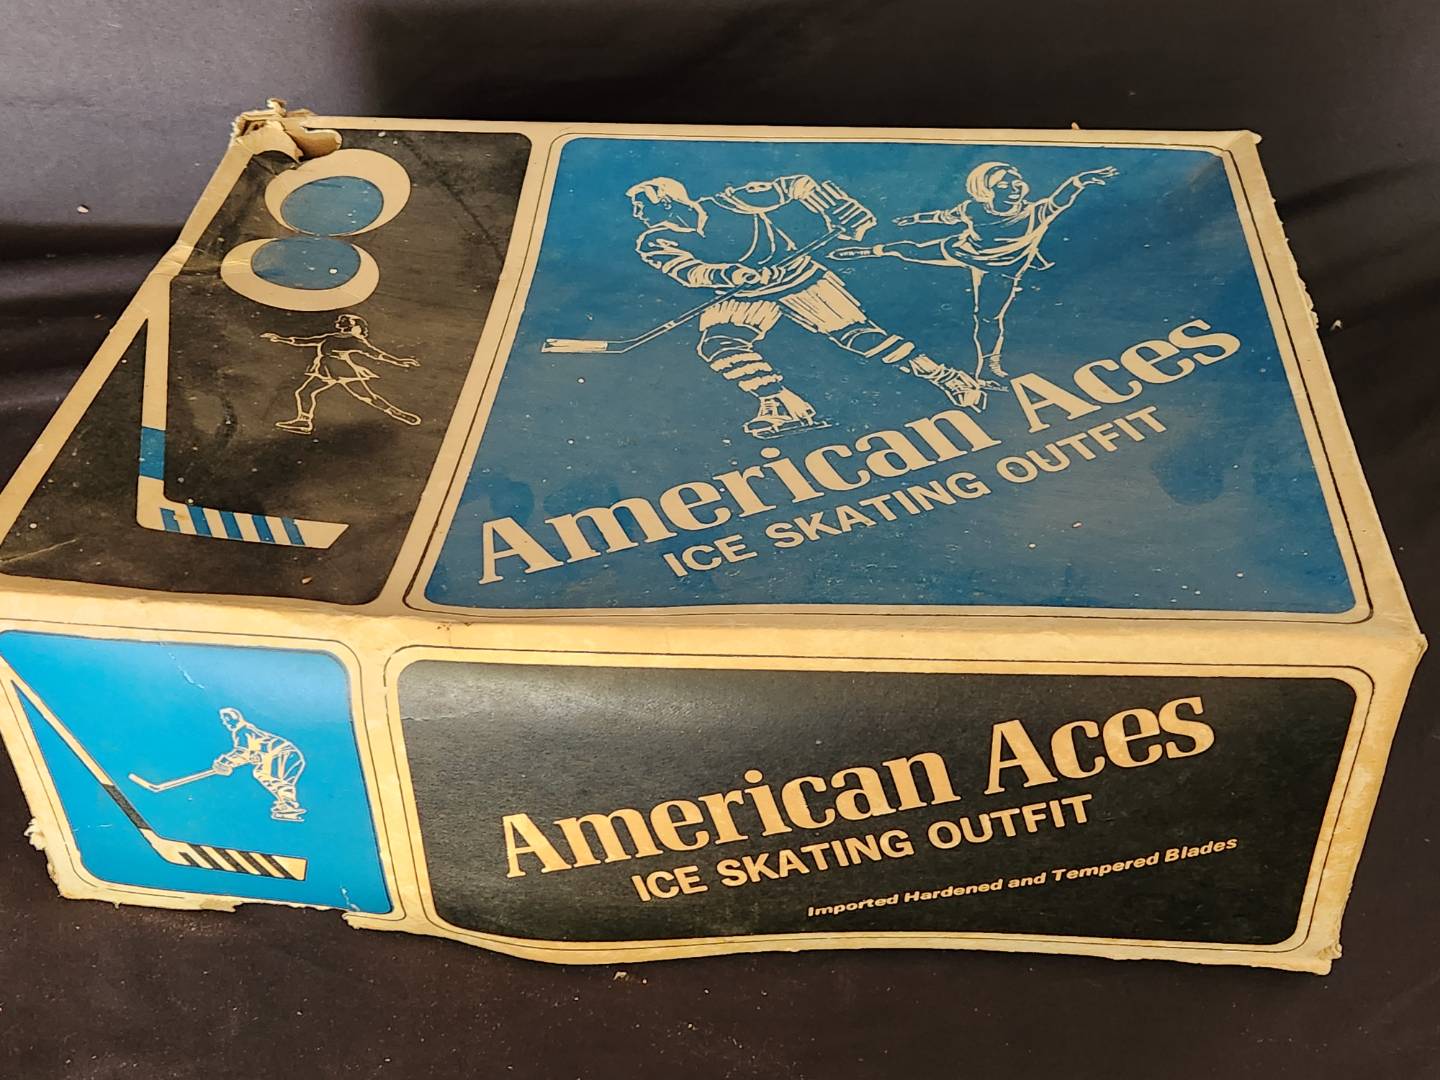 American Aces
ICE SKATING OUTFIT
American Aces
ICE SKATING OUTFIT
Imported Hardened and Tempered Blades